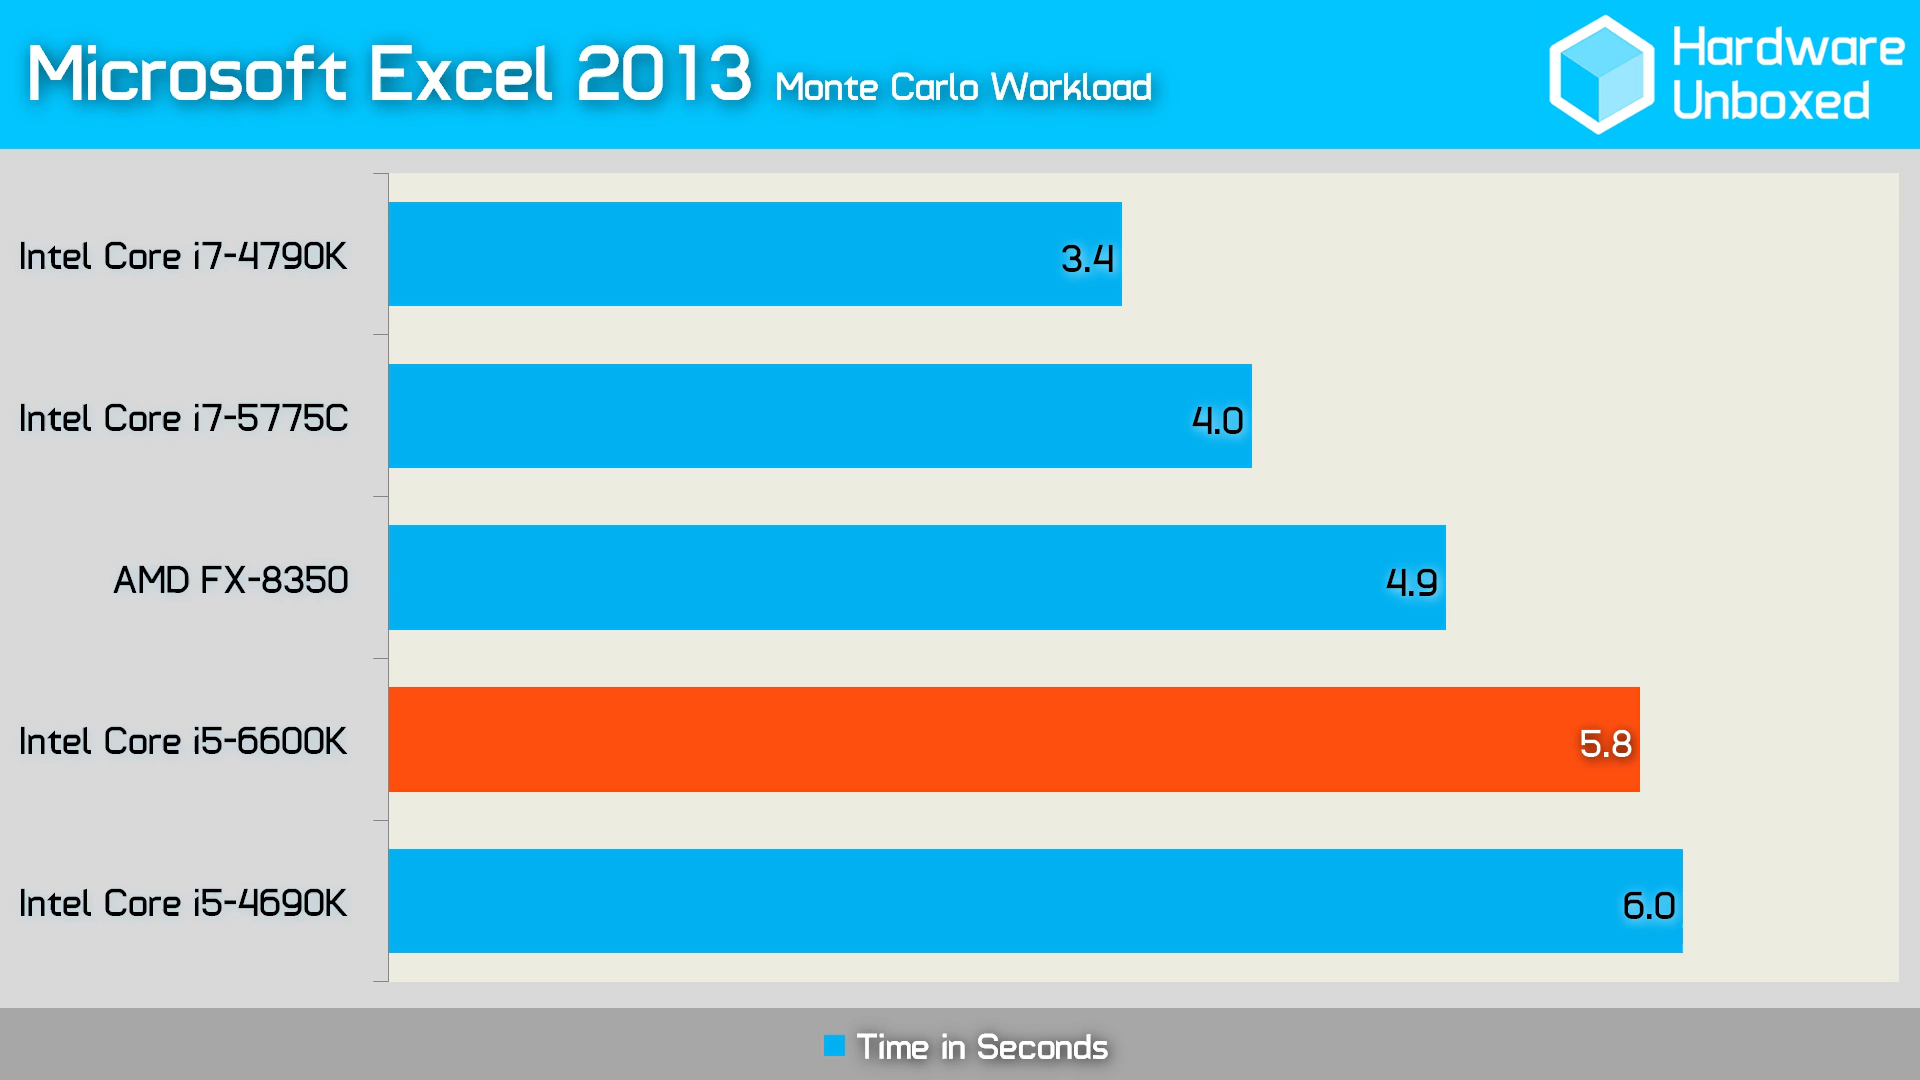 Microsoft Excel 2013 Monte Carlo Workload
Hardware
Unboxed
Intel Core i7-4790K
3.4
Intel Core i7-5775C
4.0
AMD FX-8350
4.9
Intel Core i5-6600K
5.8
Intel Core i5-4690K
6.0
Time in Seconds